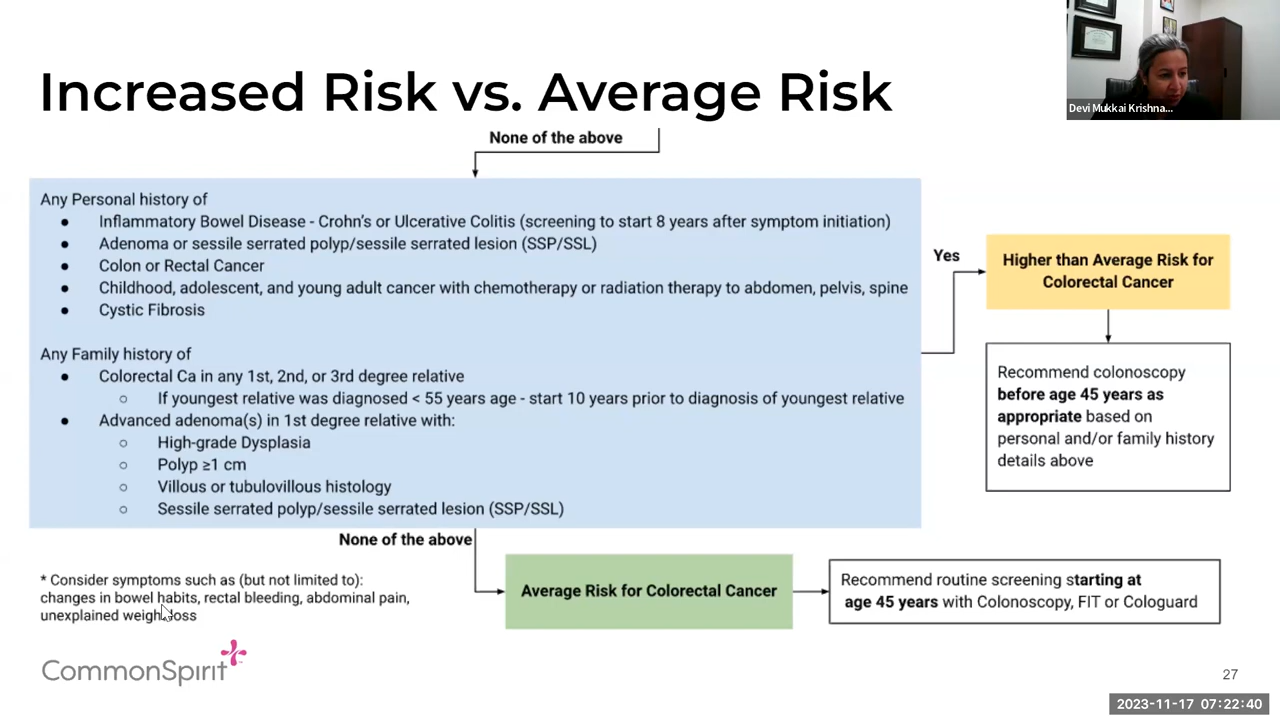 Increased Risk vs. Average Risk
Devi Mukkai Krishna...
None of the above
Any Personal history of
● Inflammatory Bowel Disease - Crohn's or Ulcerative Colitis (screening to start 8 years after symptom initiation)
● Adenoma or sessile serrated polyp/sessile serrated lesion (SSP/SSL)
● Colon or Rectal Cancer
● Childhood, adolescent, and young adult cancer with chemotherapy or radiation therapy to abdomen, pelvis, spine
● Cystic Fibrosis
Any Family history of
● Colorectal Ca in any 1st, 2nd, or 3rd degree relative
○ If youngest relative was diagnosed < 55 years age - start 10 years prior to diagnosis of youngest relative
● Advanced adenoma(s) in 1st degree relative with:
○ High-grade Dysplasia
○ Polyp ≥1 cm
○ Villous or tubulovillous histology
○ Sessile serrated polyp/sessile serrated lesion (SSP/SSL)
Yes
Higher than Average Risk for
Colorectal Cancer
Recommend colonoscopy
before age 45 years as
appropriate based on
personal and/or family history
details above
None of the above
Average Risk for Colorectal Cancer
Recommend routine screening starting at
age 45 years with Colonoscopy, FIT or Cologuard
* Consider symptoms such as (but not limited to):
changes in bowel habits, rectal bleeding, abdominal pain,
unexplained weight loss
CommonSpirit
27
2023-11-17 07:22:40